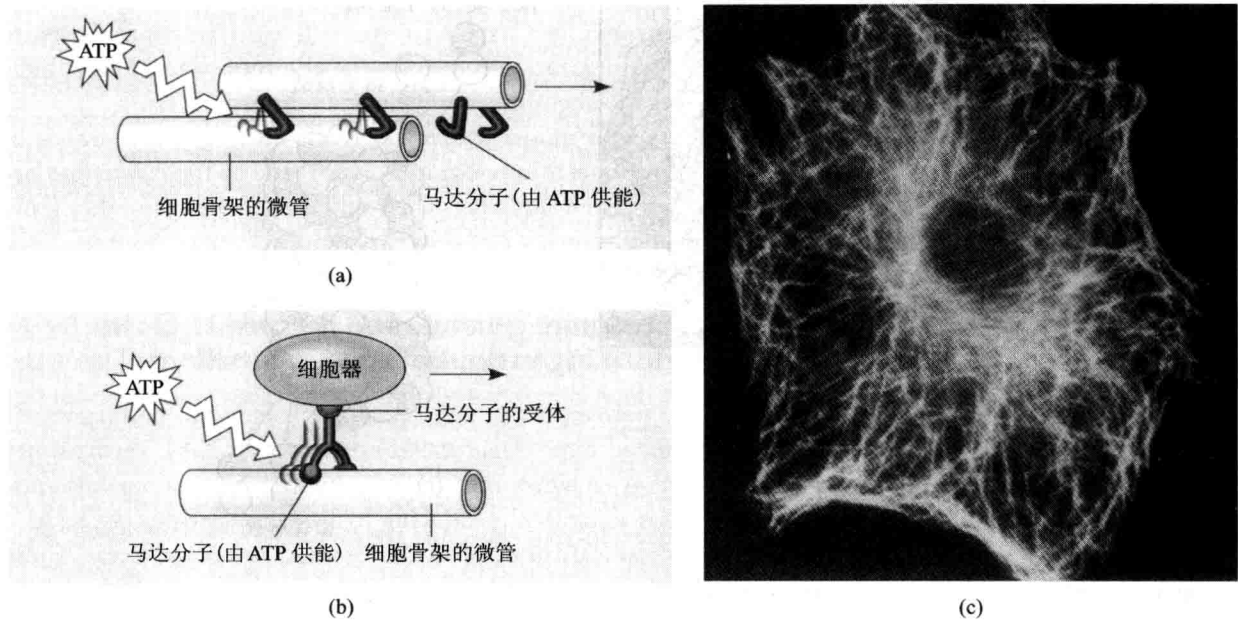 ATP
细胞骨架的微管
马达分子(由 ATP 供能)
(a)
ATP
细胞器
马达分子的受体
马达分子(由 ATP 供能)
细胞骨架的微管
(b)
(c)